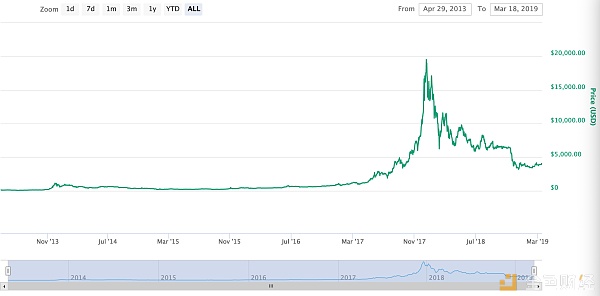 Zoom 1d 7d 1m 3m 1y YTD ALL From Apr 29, 2013 To Mar 18, 2019
$20,000.00
$15,000.00
$10,000.00
$5,000.00
$0
Price (USD)
Nov '13 Jul '14 Mar '15 Nov '15 Jul '16 Mar '17 Nov '17 Jul '18 Mar '19
2014 2015 2016 2017 2018